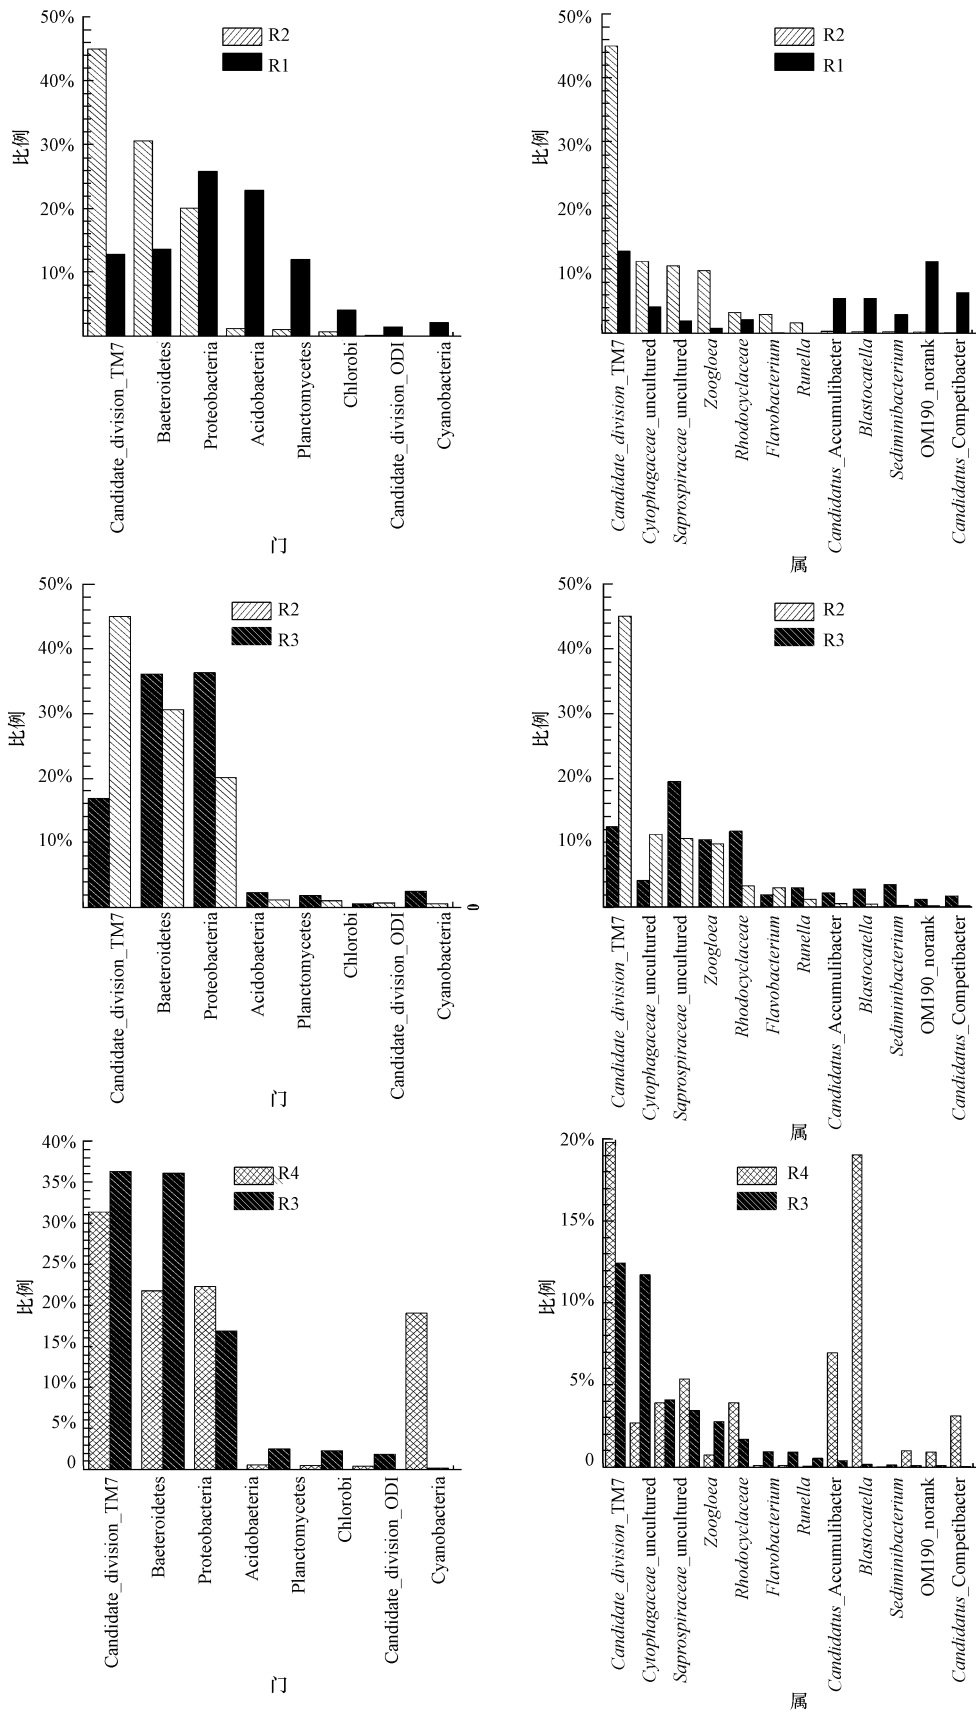 50%
40%
30%
20%
10%
比例
R2
R1
Candidate_division_TM7
Baeteroidetes
Proteobacteria
Acidobacteria
Planctomycetes
Chlorobi
Candidate_division_ODI
Cyanobacteria
门
50%
40%
30%
20%
10%
比例
R2
R1
Candidate_division_TM7
Cytophagaceae_uncultured
Saprospiraceae_uncultured
Zoogloea
Rhodocyclaceae
Flavobacterium
Runella
Candidatus_Accumulibacter
Blastocatella
Sediminibacterium
OM190_norank
Candidatus_Competibacter
属
50%
40%
30%
20%
10%
比例
R2
R3
0
Candidate_division_TM7
Baeteroidetes
Proteobacteria
Acidobacteria
Planctomycetes
Chlorobi
Candidate_division_ODI
Cyanobacteria
门
50%
40%
30%
20%
10%
比例
R2
R3
Candidate_division_TM7
Cytophagaceae_uncultured
Saprospiraceae_uncultured
Zoogloea
Rhodocyclaceae
Flavobacterium
Runella
Candidatus_Accumulibacter
Blastocatella
Sediminibacterium
OM190_norank
Candidatus_Competibacter
属
40%
35%
30%
25%
20%
15%
10%
5%
0
比例
R4
R3
Candidate_division_TM7
Baeteroidetes
Proteobacteria
Acidobaeteria
Planctomycetes
Chlorobi
Candidate_division_ODI
Cyanobacteria
门
20%
15%
10%
5%
0
比例
R4
R3
Candidate_division_TM7
Cytophagaceae_uncultured
Saprospiraceae_uncultured
Zoogloea
Rhodocyclaceae
Flavobacterium
Runella
Candidatus_Accumulibacter
Blastocatella
Sediminibacterium
OM190_norank
Candidatus_Competibacter
属